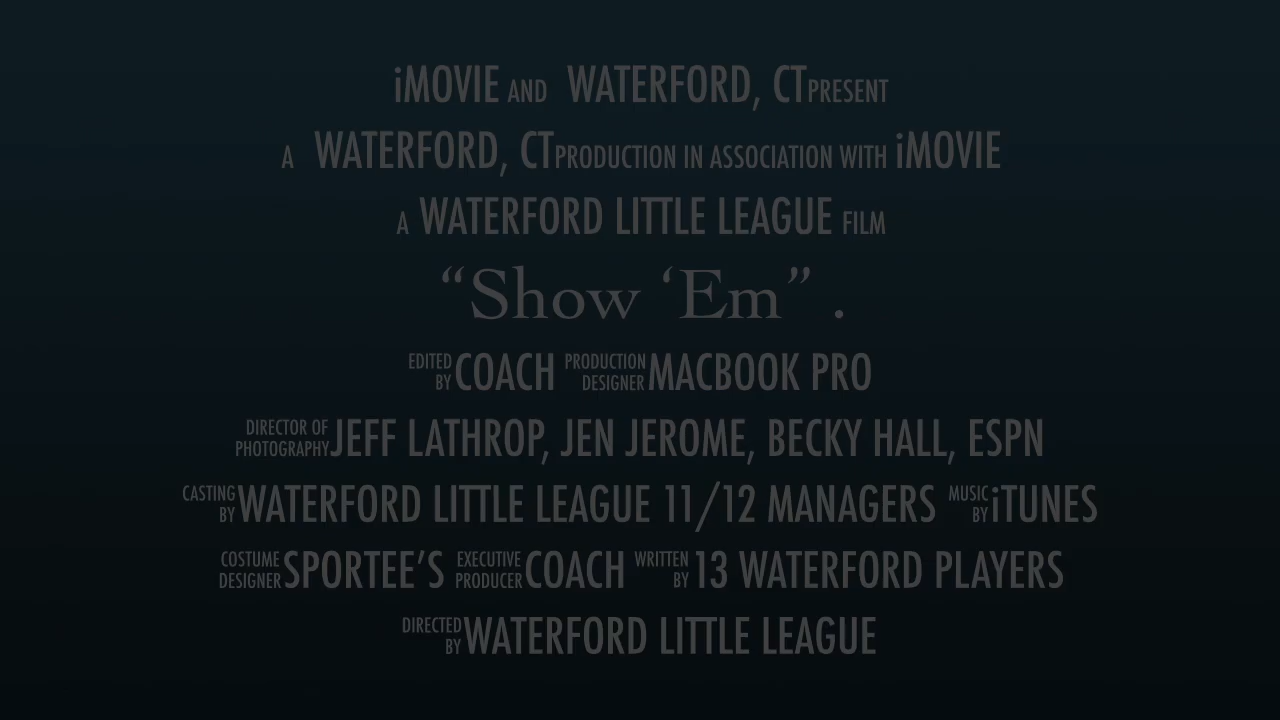 iMOVIE AND WATERFORD, CT PRESENT
A WATERFORD, CT PRODUCTION IN ASSOCIATION WITH iMOVIE
A WATERFORD LITTLE LEAGUE FILM
“Show ‘Em” .
EDITED BY COACH PRODUCTION DESIGNER MACBOOK PRO
DIRECTOR OF PHOTOGRAPHY JEFF LATHROP, JEN JEROME, BECKY HALL, ESPN
CASTING BY WATERFORD LITTLE LEAGUE 11/12 MANAGERS MUSIC BY iTUNES
COSTUME DESIGNER SPORTEE’S EXECUTIVE PRODUCER COACH WRITTEN BY 13 WATERFORD PLAYERS
DIRECTED BY WATERFORD LITTLE LEAGUE